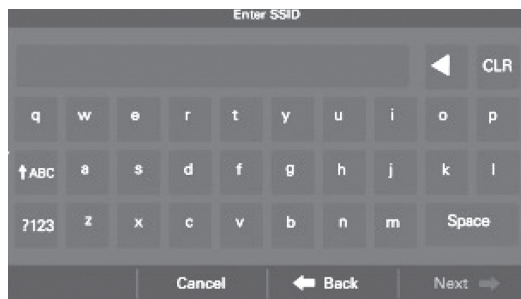 Enter SSID
CLR
q w e r t y u i o p
ABC a s d f g h j k l
?123 z x c v b n m Space
Cancel Back Next